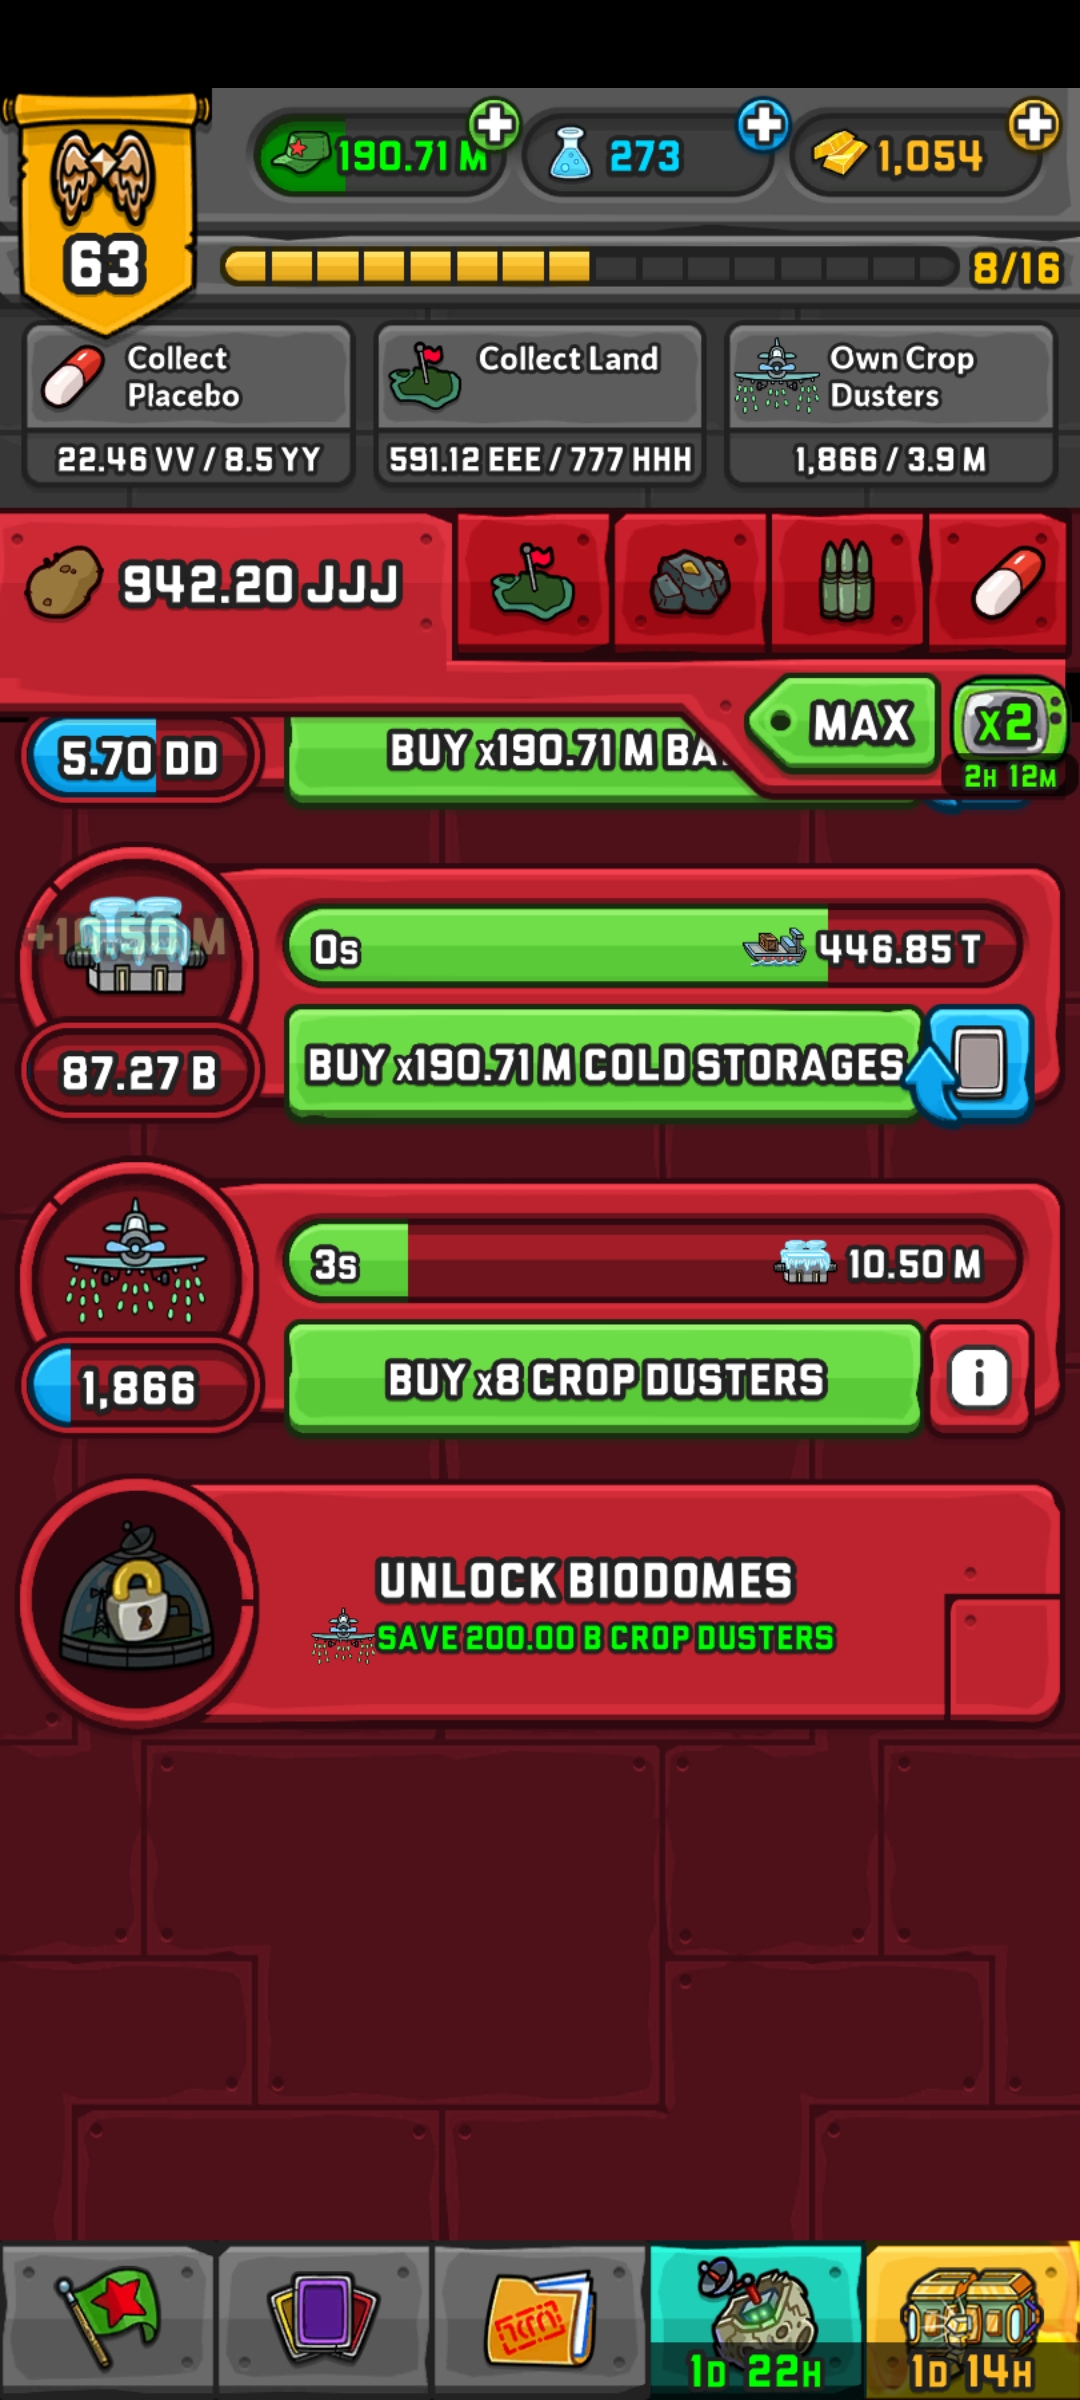 190.71 M
273
1,054
63
8/16
Collect
Placebo
Collect Land
Own Crop
Dusters
22.46 VV / 8.5 YY
591.12 EEE / 777 HHH
1,866 / 3.9 M
942.20 JJJ
MAX
x2
2H 12M
5.70 DD
BUY x190.71 M BA
+10.50 M
0s
446.85 T
87.27 B
BUY x190.71 M COLD STORAGES
3s
10.50 M
1,866
BUY x8 CROP DUSTERS
i
UNLOCK BIODOMES
SAVE 200.00 B CROP DUSTERS
1D 22H
1D 14H